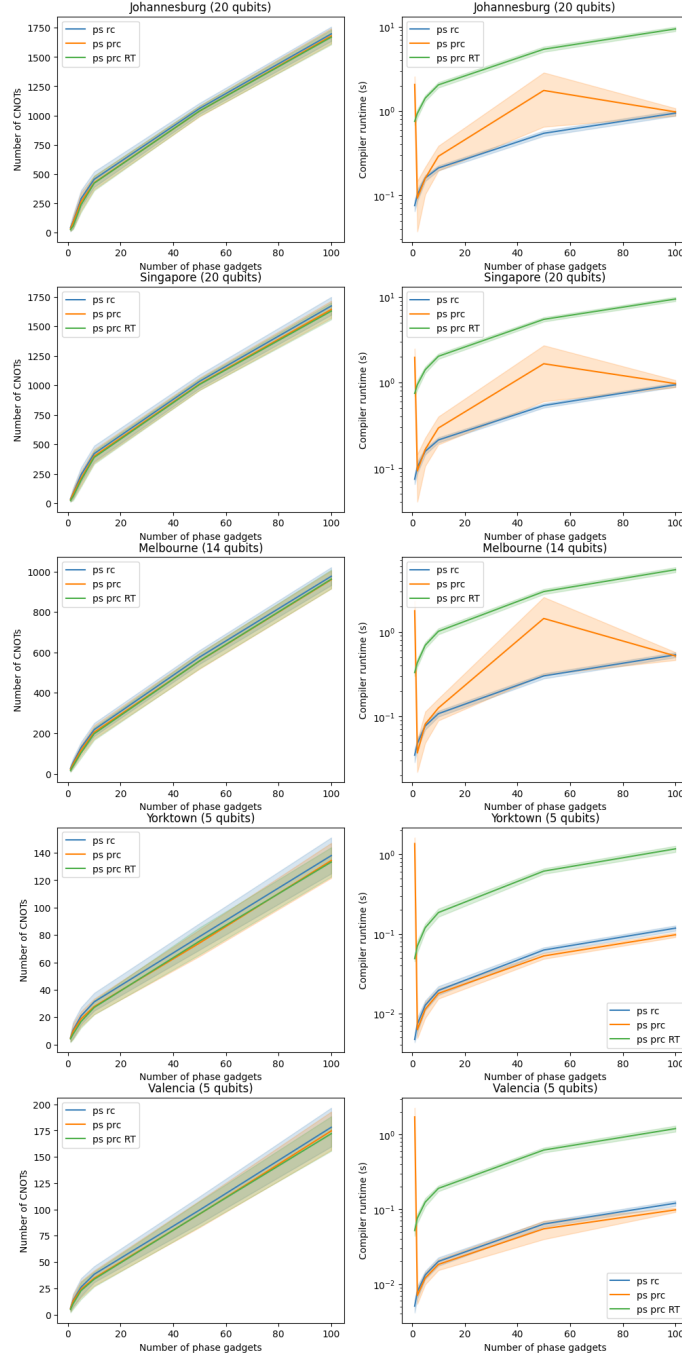 Johannesburg (20 qubits)
Number of CNOTs
1750
1500
1250
1000
750
500
250
0
ps rc
ps prc
ps prc RT
0 20 40 60 80 100
Number of phase gadgets
Johannesburg (20 qubits)
Compiler runtime (s)
10¹
10⁰
10⁻¹
ps rc
ps prc
ps prc RT
0 20 40 60 80 100
Number of phase gadgets
Singapore (20 qubits)
Number of CNOTs
1750
1500
1250
1000
750
500
250
0
ps rc
ps prc
ps prc RT
0 20 40 60 80 100
Number of phase gadgets
Singapore (20 qubits)
Compiler runtime (s)
10¹
10⁰
10⁻¹
ps rc
ps prc
ps prc RT
0 20 40 60 80 100
Number of phase gadgets
Melbourne (14 qubits)
Number of CNOTs
1000
800
600
400
200
0
ps rc
ps prc
ps prc RT
0 20 40 60 80 100
Number of phase gadgets
Melbourne (14 qubits)
Compiler runtime (s)
10⁰
10⁻¹
ps rc
ps prc
ps prc RT
0 20 40 60 80 100
Number of phase gadgets
Yorktown (5 qubits)
Number of CNOTs
140
120
100
80
60
40
20
0
ps rc
ps prc
ps prc RT
0 20 40 60 80 100
Number of phase gadgets
Yorktown (5 qubits)
Compiler runtime (s)
10⁰
10⁻¹
10⁻²
ps rc
ps prc
ps prc RT
0 20 40 60 80 100
Number of phase gadgets
Valencia (5 qubits)
Number of CNOTs
200
175
150
125
100
75
50
25
0
ps rc
ps prc
ps prc RT
0 20 40 60 80 100
Number of phase gadgets
Valencia (5 qubits)
Compiler runtime (s)
10⁰
10⁻¹
10⁻²
ps rc
ps prc
ps prc RT
0 20 40 60 80 100
Number of phase gadgets